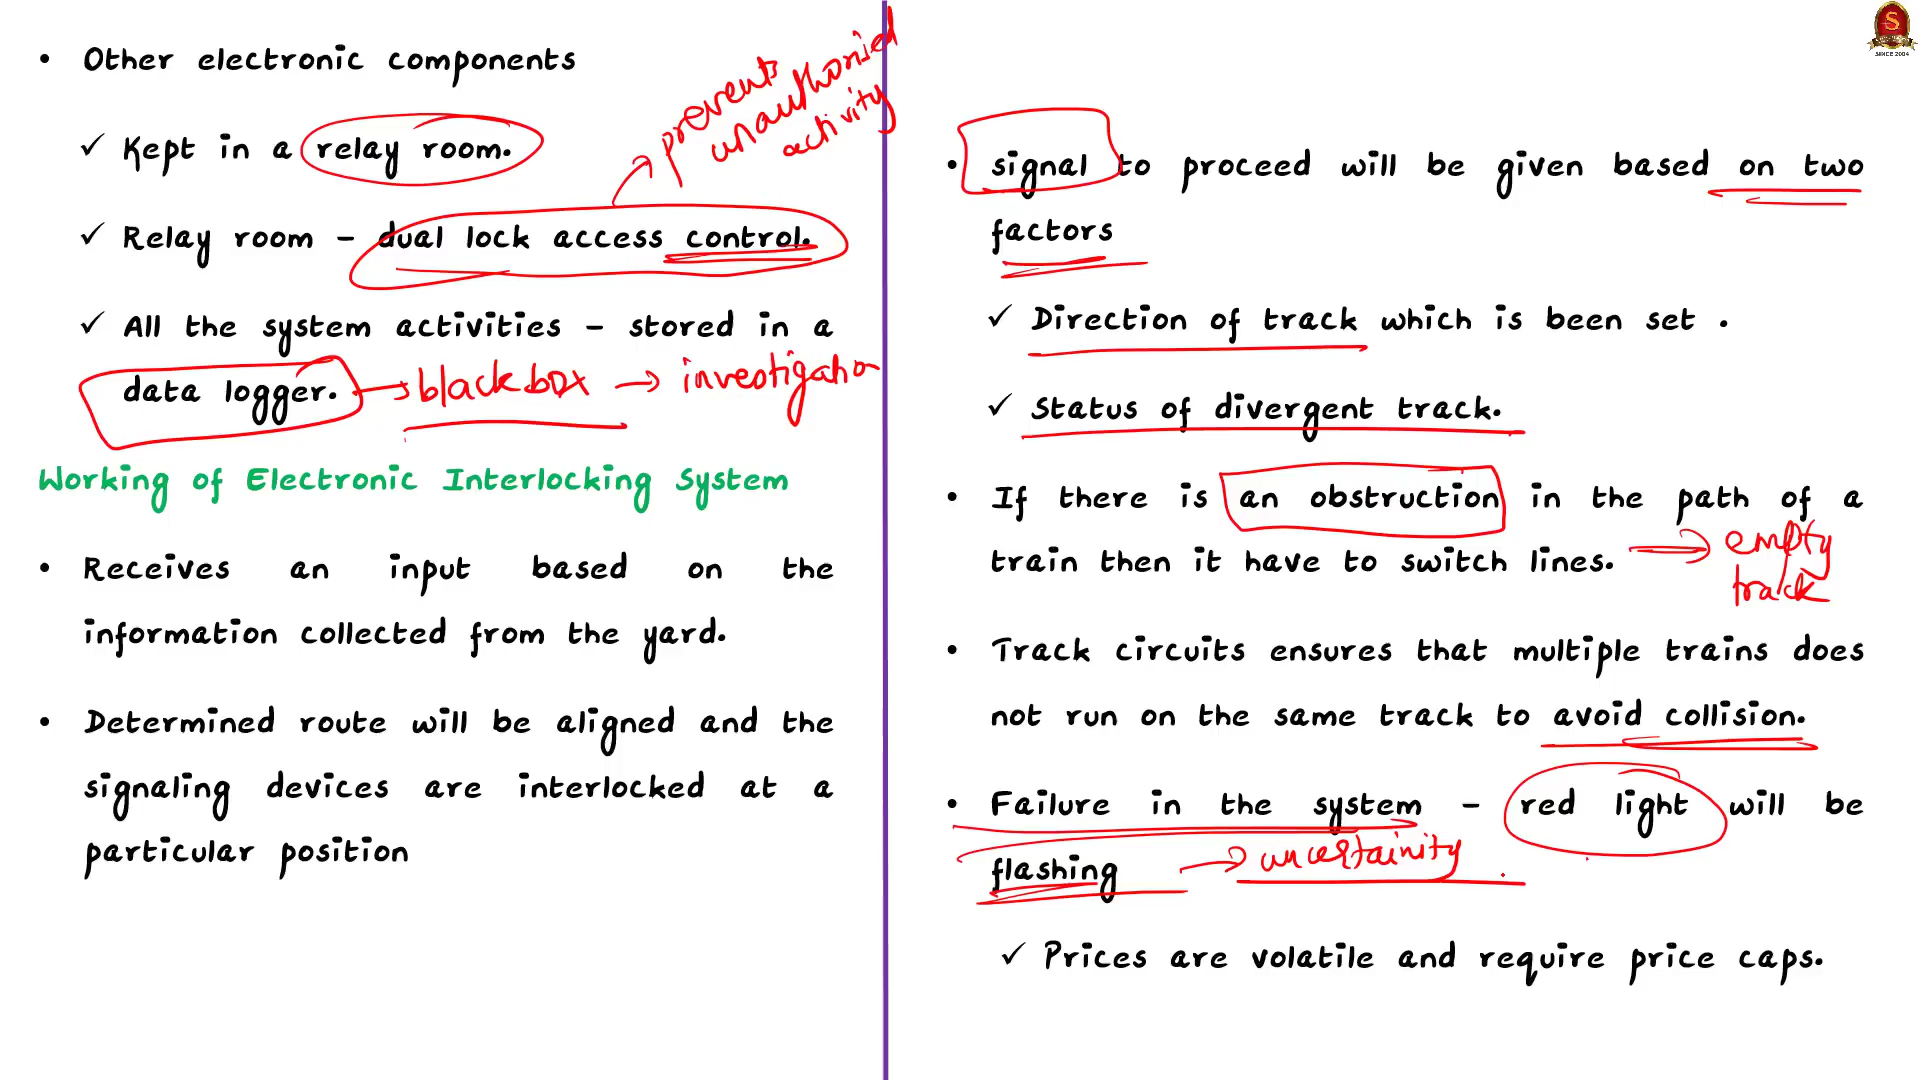 • Other electronic components
✓ Kept in a relay room.
prevents
unauthorised
activity
✓ Relay room – dual lock access control.
✓ All the system activities – stored in a
data logger. → blackbox → investigation
Working of Electronic Interlocking System
• Receives an input based on the
information collected from the yard.
• Determined route will be aligned and the
signaling devices are interlocked at a
particular position
S
SINCE 2004
• signal to proceed will be given based on two
factors
✓ Direction of track which is been set .
✓ Status of divergent track.
• If there is an obstruction in the path of a
train then it have to switch lines. → empty
track
• Track circuits ensures that multiple trains does
not run on the same track to avoid collision.
• Failure in the system – red light will be
flashing → uncertainity
✓ Prices are volatile and require price caps.